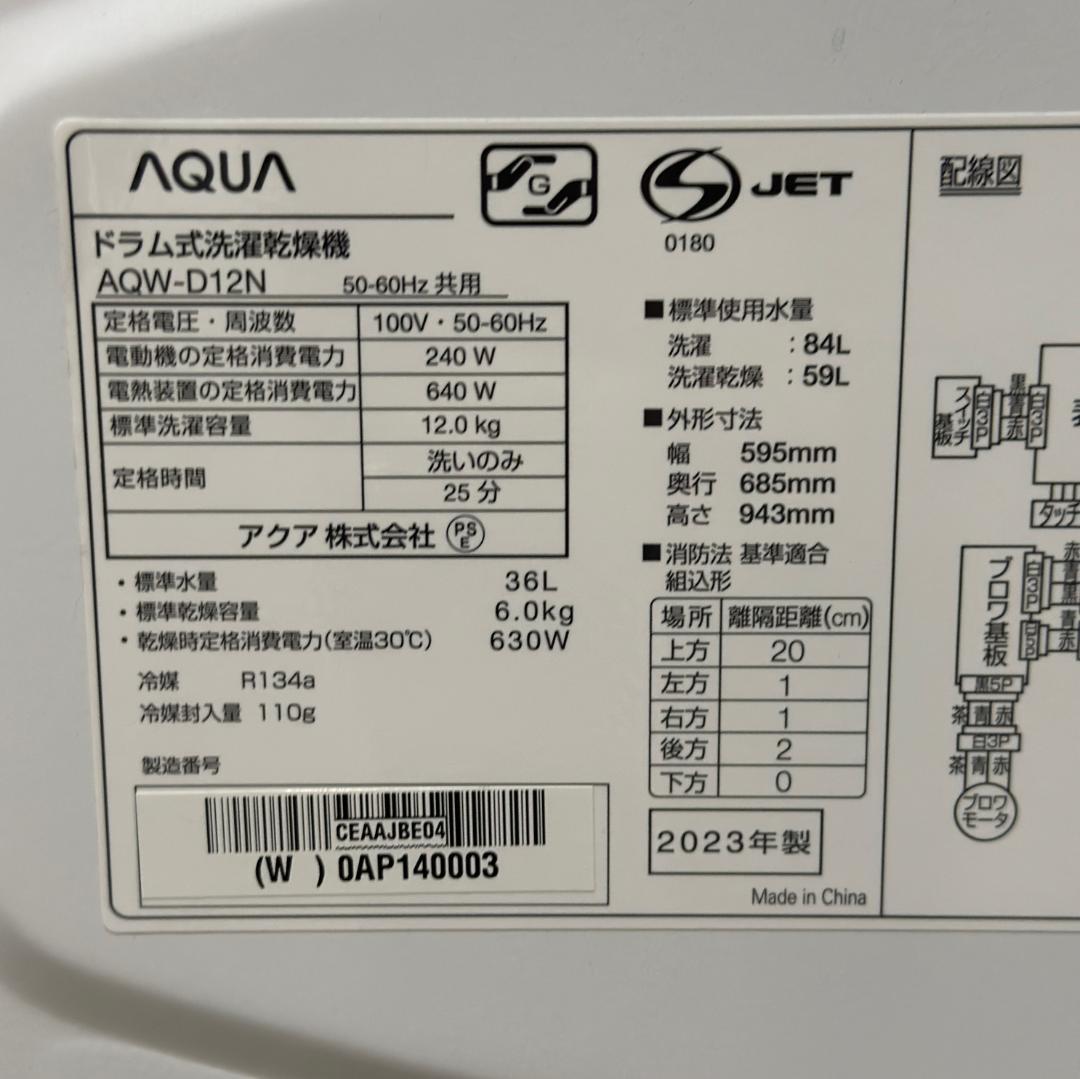 AQUA
G
JET
0180
ドラム式洗濯乾燥機
AQW-D12N 50-60Hz 共用
定格電圧・周波数 100V・50-60Hz
電動機の定格消費電力 240 W
電熱装置の定格消費電力 640 W
標準洗濯容量 12.0 kg
定格時間 洗いのみ
25 分
アクア 株式会社 PSE
・標準水量 36L
・標準乾燥容量 6.0kg
・乾燥時定格消費電力(室温30℃) 630W
冷媒 R134a
冷媒封入量 110g
製造番号
CEAAJBE04
(W ) 0AP140003
■標準使用水量
洗濯 : 84L
洗濯乾燥 : 59L
■外形寸法
幅 595mm
奥行 685mm
高さ 943mm
■消防法 基準適合
組込形
場所 離隔距離(cm)
上方 20
左方 1
右方 1
後方 2
下方 0
2023年製
Made in China
配線図
スイッチ
基板
白3P
黒
青
赤
白3P
タッチ
ブロワ基板
白3P
赤
青
黒
青
赤
黒5P
茶青赤
白3P
茶青赤
ブロワ
モータ